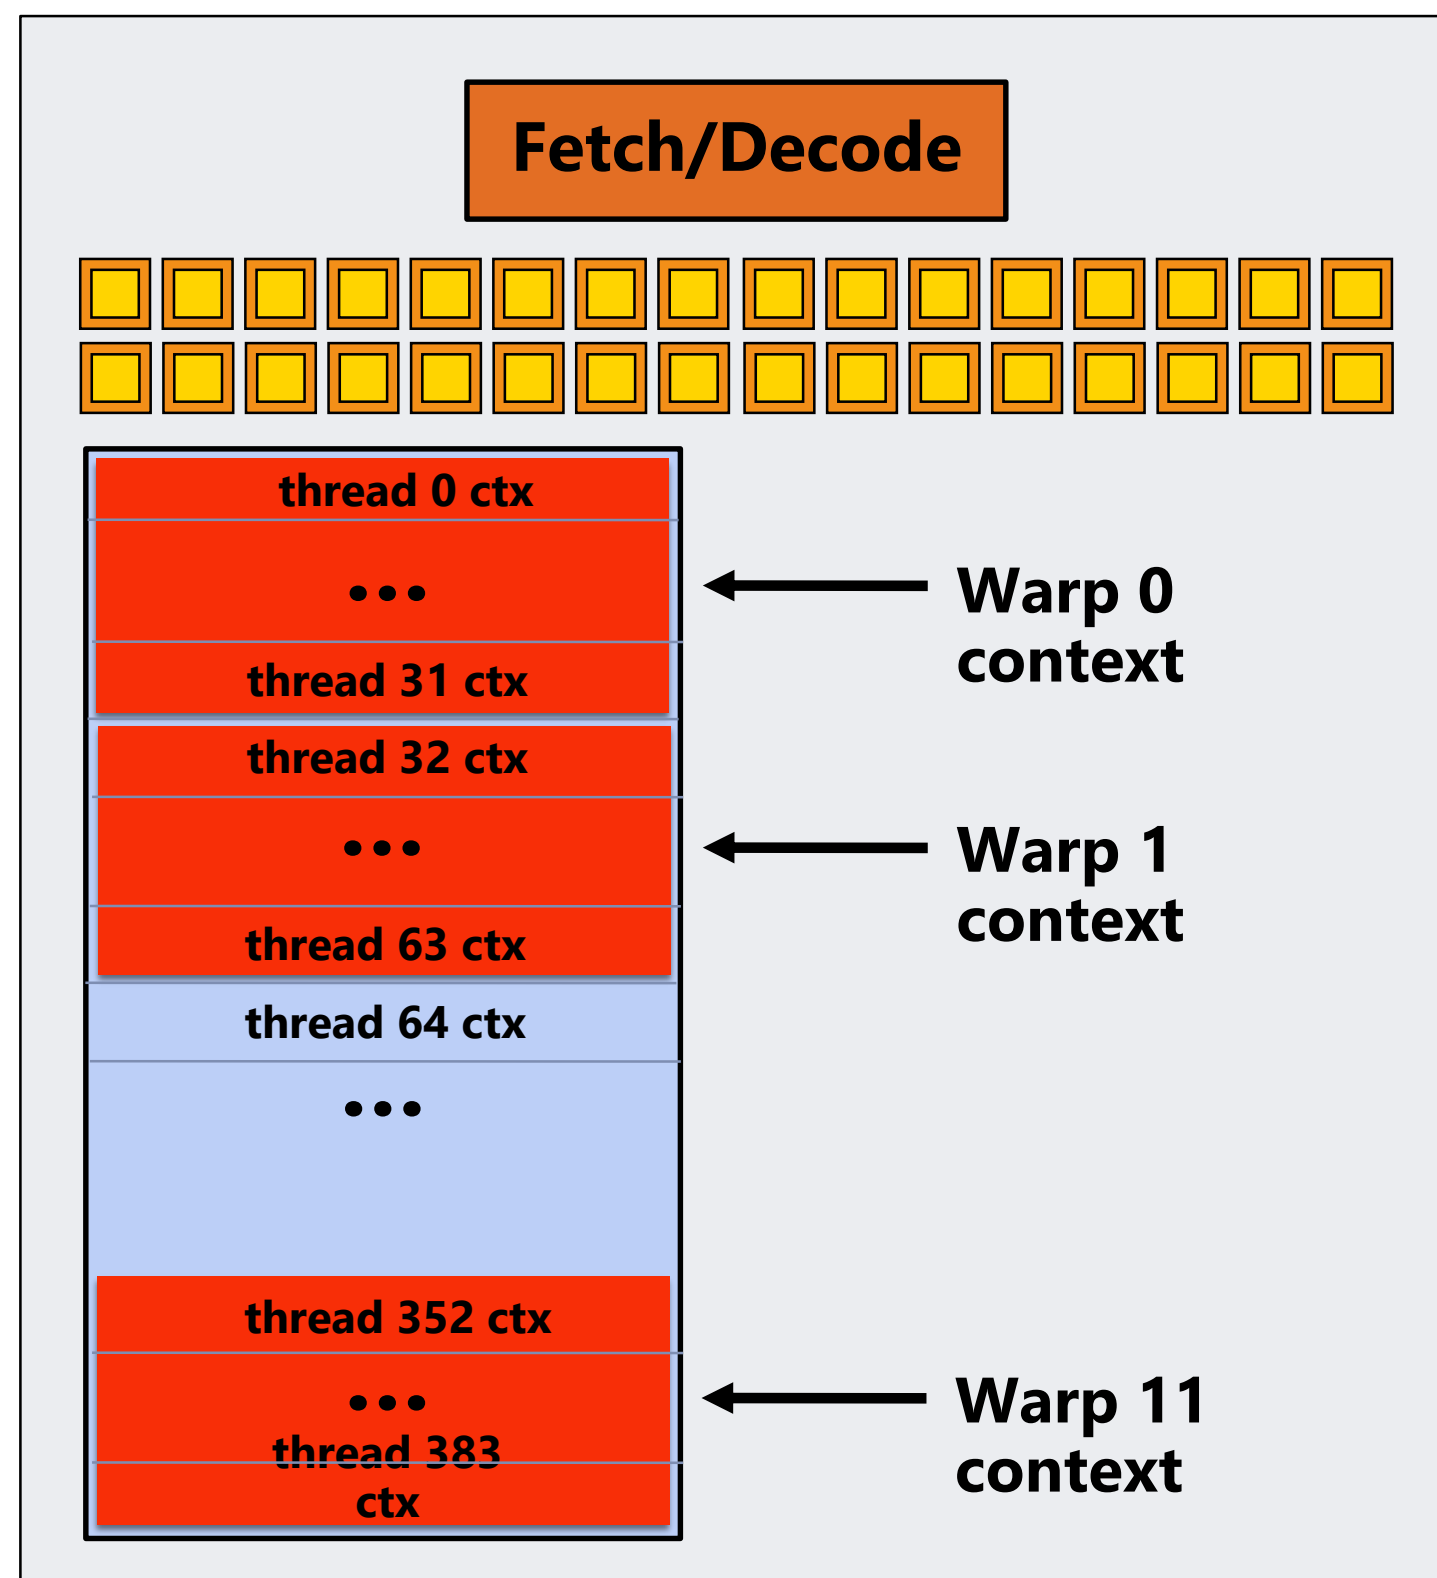 Fetch/Decode
thread 0 ctx
•••
Warp 0
context
thread 31 ctx
thread 32 ctx
•••
Warp 1
context
thread 63 ctx
thread 64 ctx
•••
thread 352 ctx
•••
Warp 11
context
thread 383
ctx